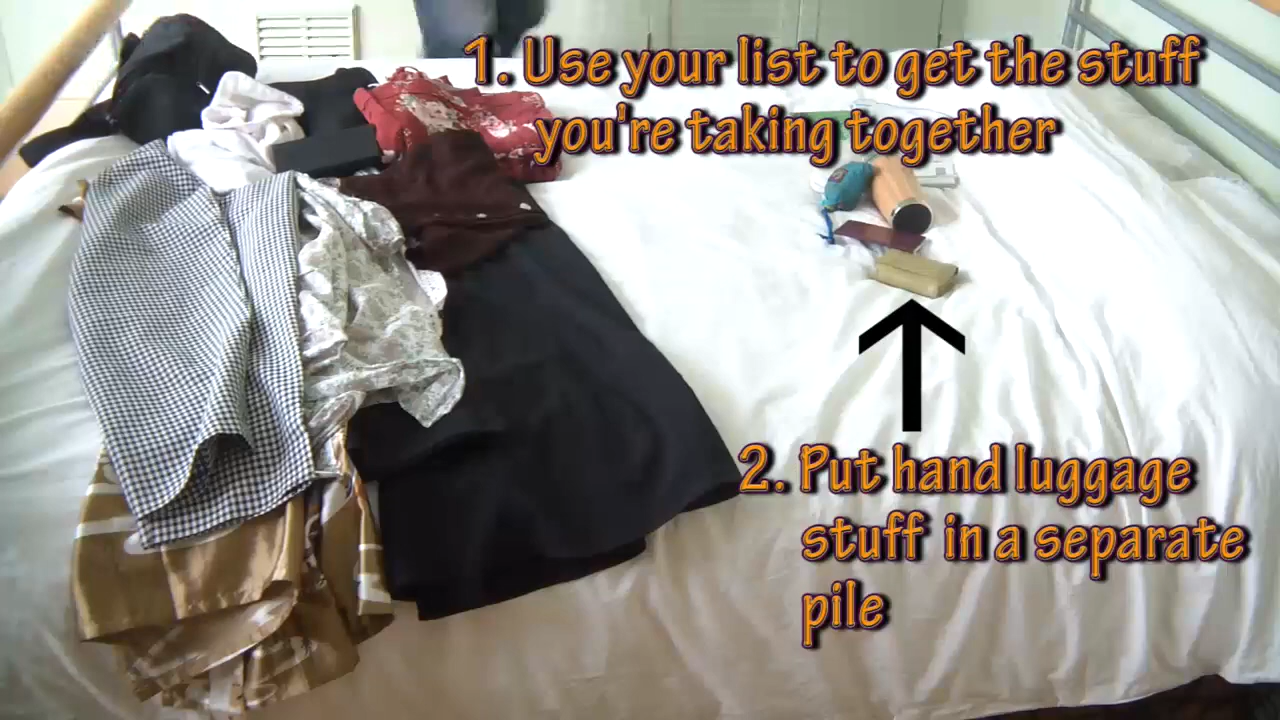 1. Use your list to get the stuff
you're taking together
2. Put hand luggage
stuff in a separate
pile